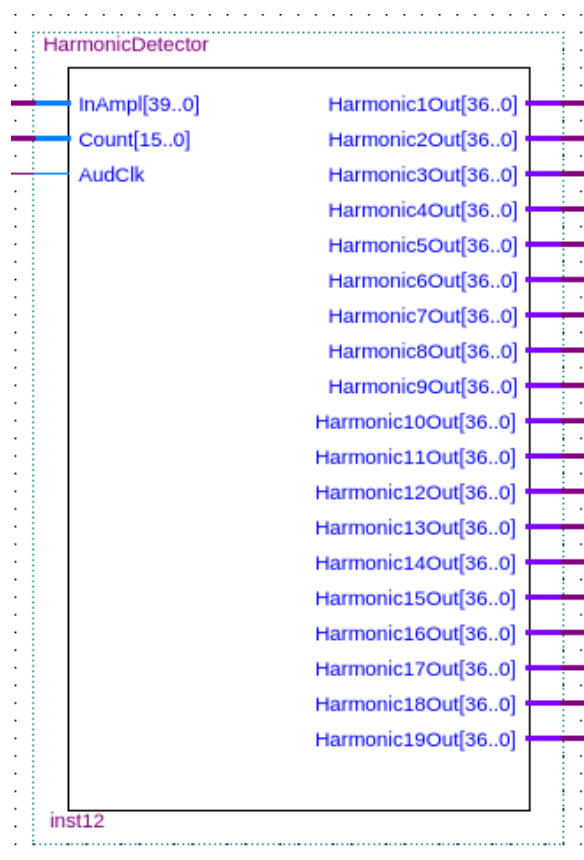 HarmonicDetector
InAmpl[39..0] Harmonic1Out[36..0]
Count[15..0] Harmonic2Out[36..0]
AudClk Harmonic3Out[36..0]
Harmonic4Out[36..0]
Harmonic5Out[36..0]
Harmonic6Out[36..0]
Harmonic7Out[36..0]
Harmonic8Out[36..0]
Harmonic9Out[36..0]
Harmonic10Out[36..0]
Harmonic11Out[36..0]
Harmonic12Out[36..0]
Harmonic13Out[36..0]
Harmonic14Out[36..0]
Harmonic15Out[36..0]
Harmonic16Out[36..0]
Harmonic17Out[36..0]
Harmonic18Out[36..0]
Harmonic19Out[36..0]
inst12